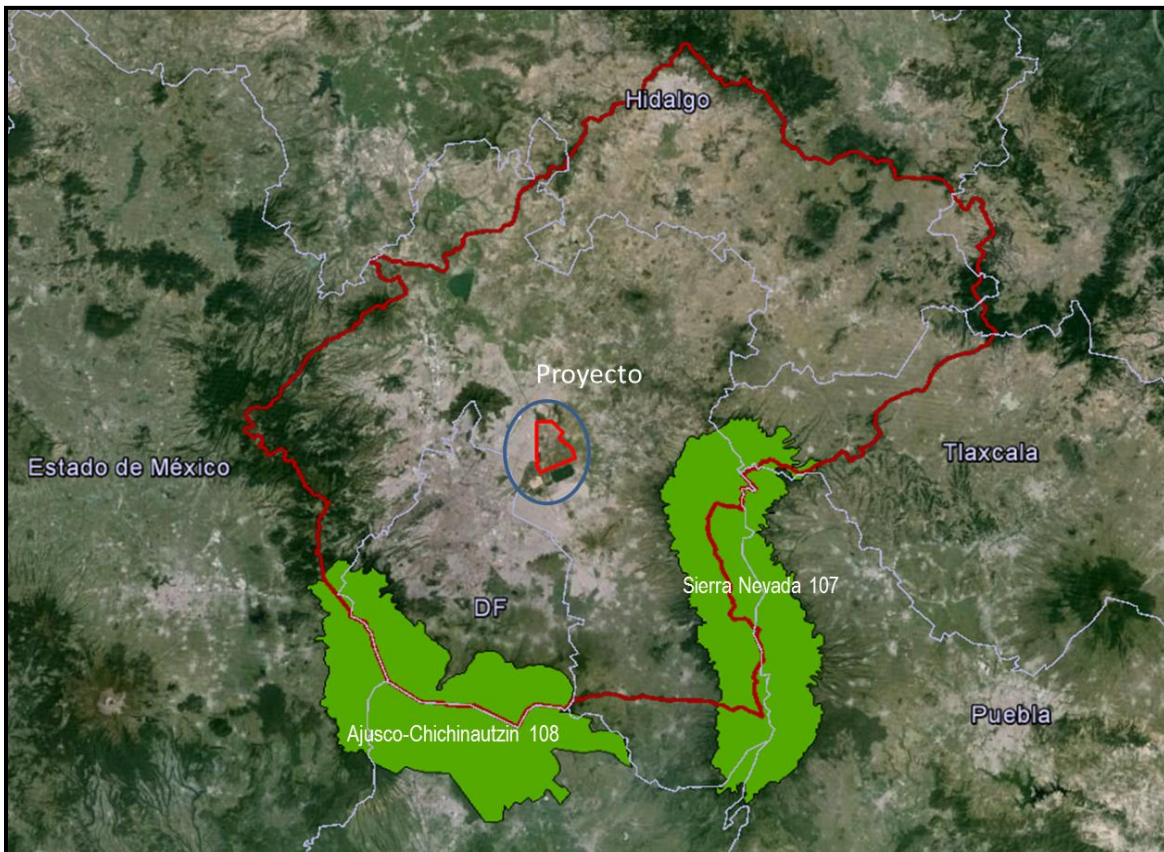 Hidalgo
Proyecto
Tlaxcala
Estado de México
Sierra Nevada 107
DF
Puebla
Ajusco-Chichinautzin 108